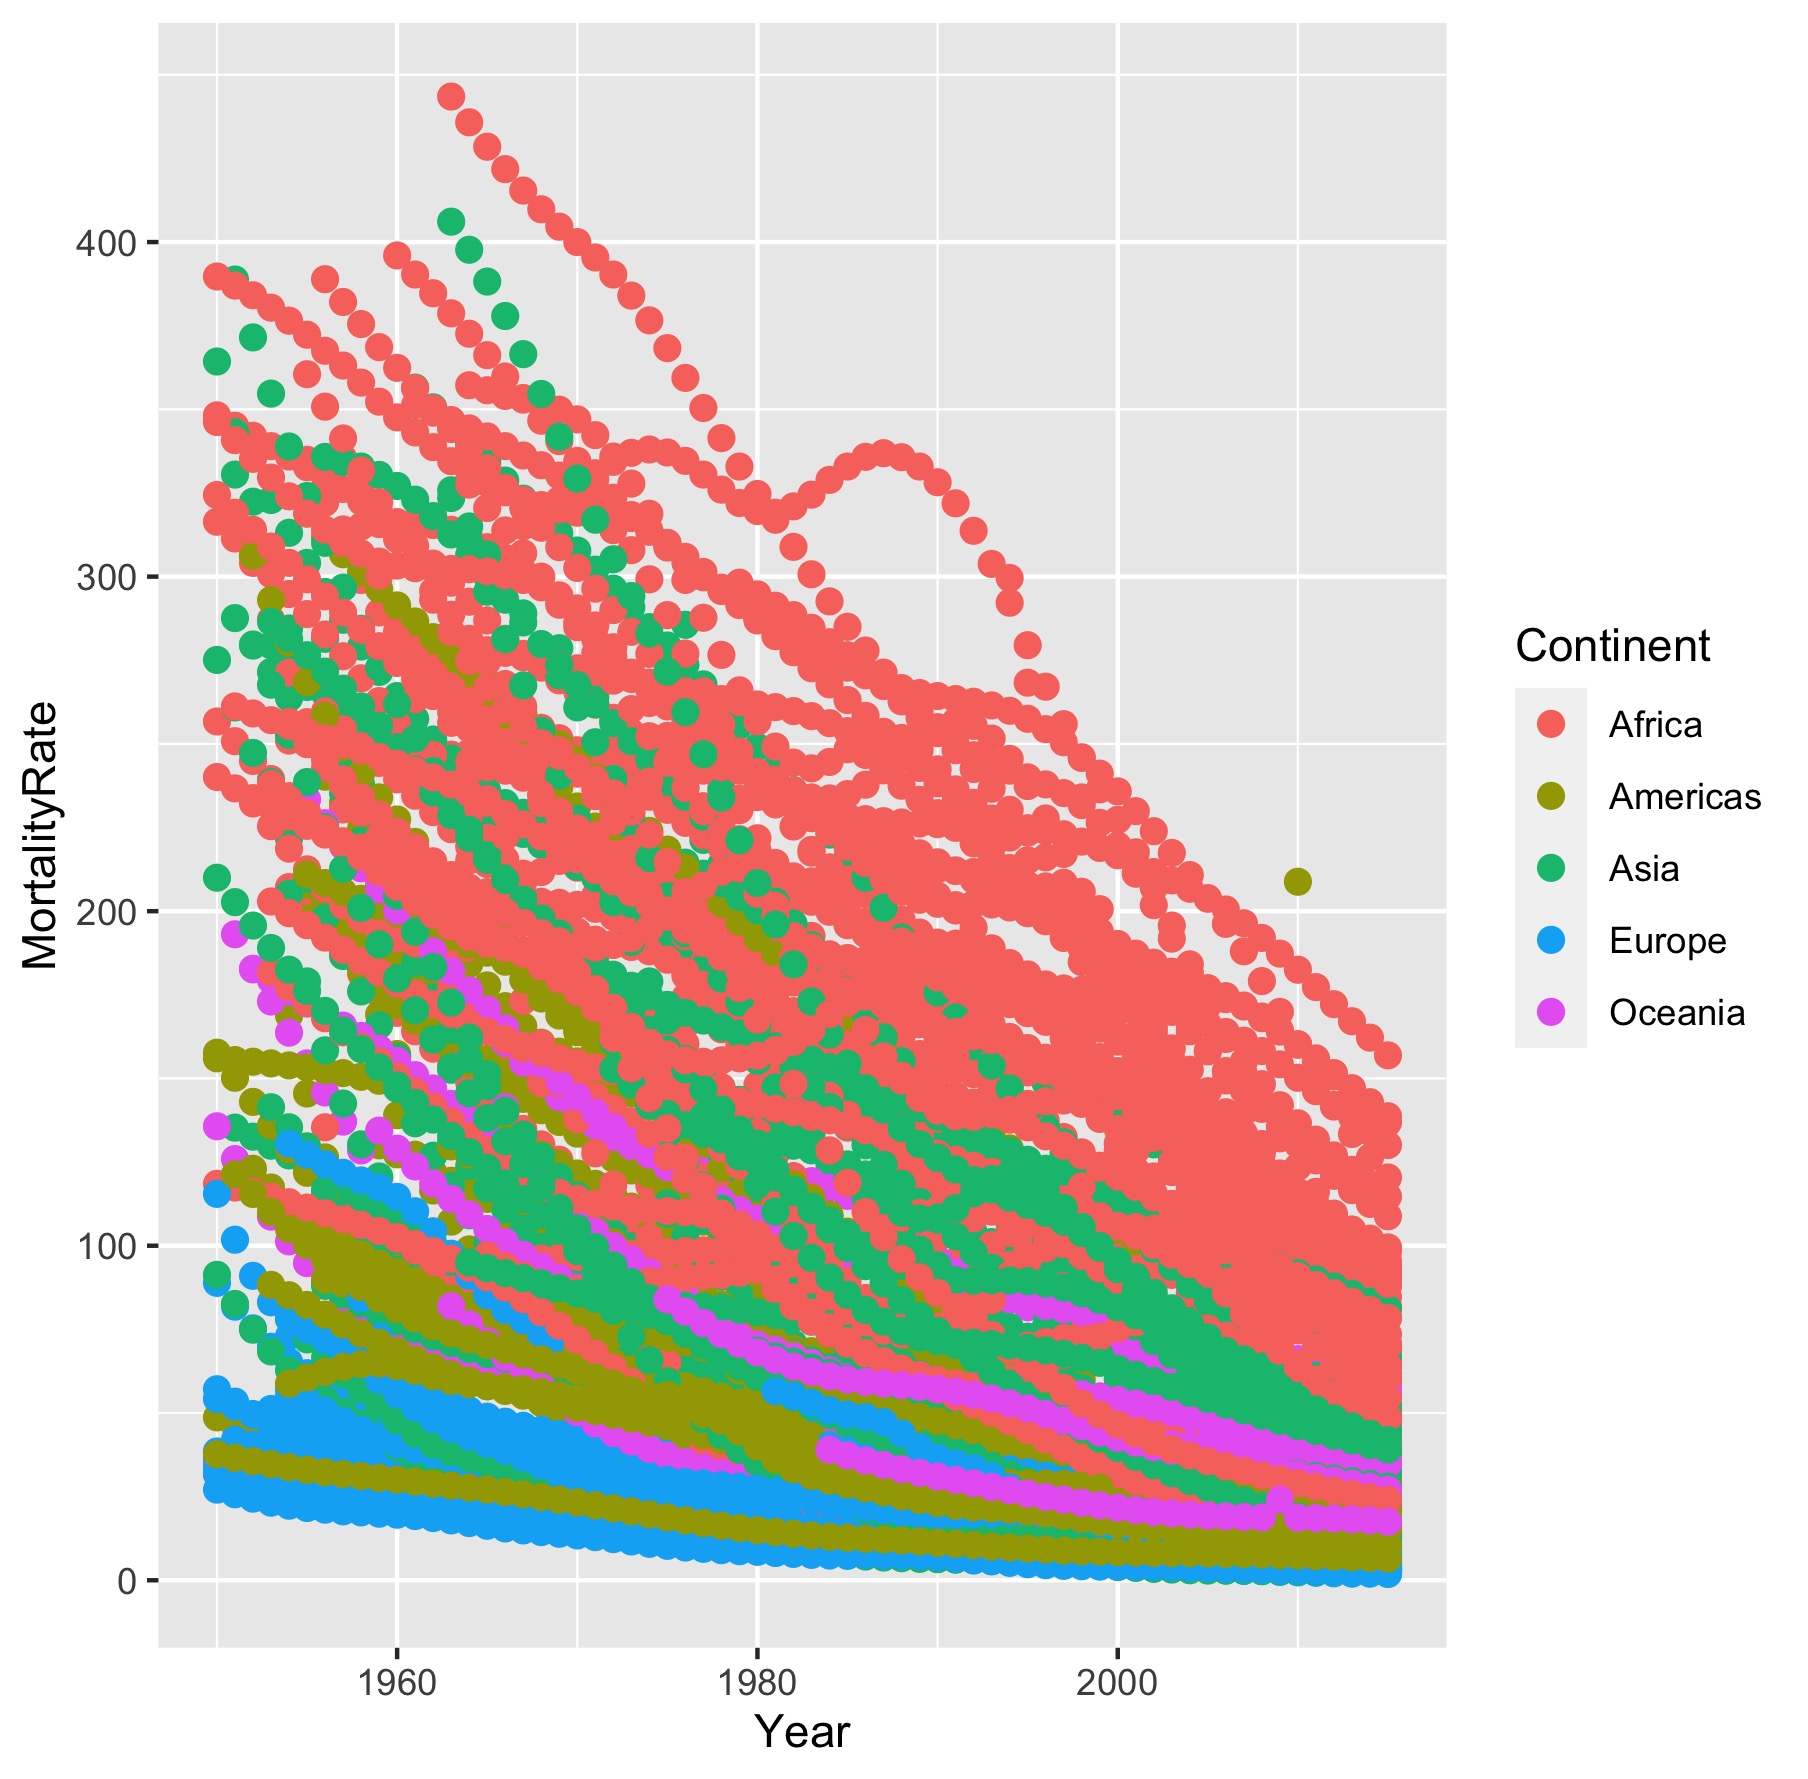 MortalityRate
400
300
200
100
0
1960
1980
2000
Year
Continent
Africa
Americas
Asia
Europe
Oceania